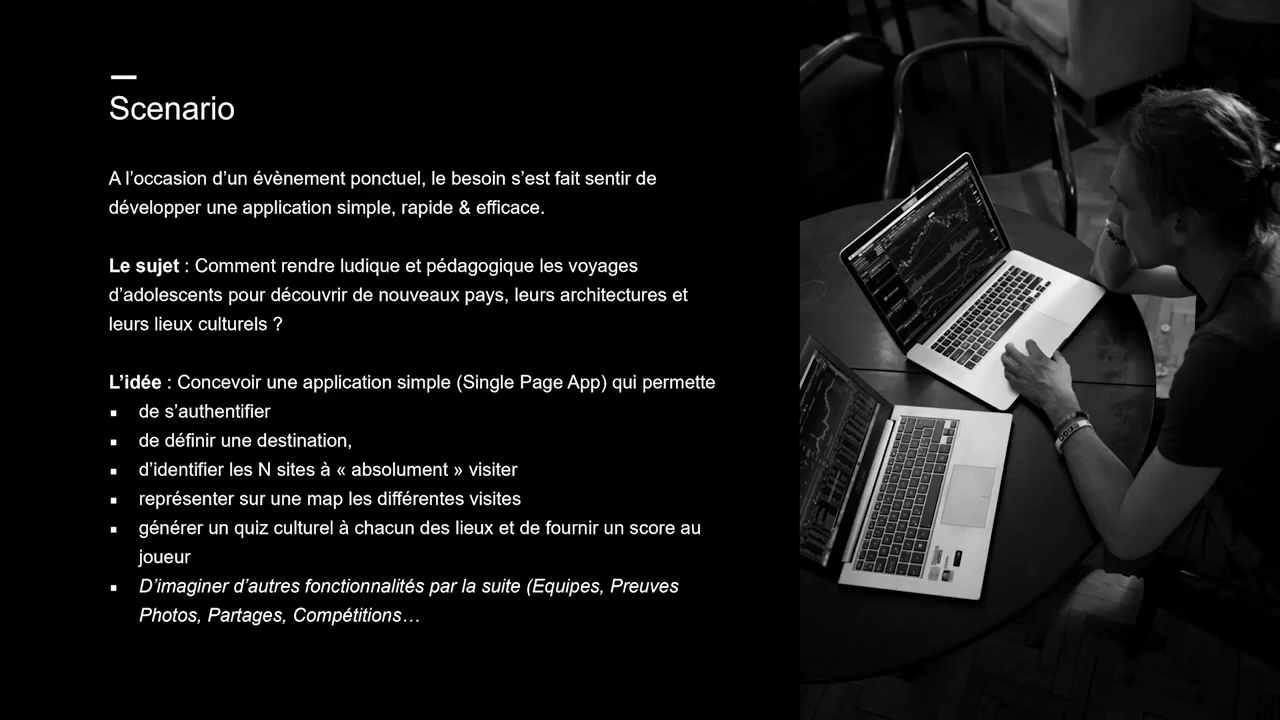 Scenario
A l’occasion d’un évènement ponctuel, le besoin s’est fait sentir de
développer une application simple, rapide & efficace.
Le sujet : Comment rendre ludique et pédagogique les voyages
d’adolescents pour découvrir de nouveaux pays, leurs architectures et
leurs lieux culturels ?
L’idée : Concevoir une application simple (Single Page App) qui permette
▪ de s’authentifier
▪ de définir une destination,
▪ d’identifier les N sites à « absolument » visiter
▪ représenter sur une map les différentes visites
▪ générer un quiz culturel à chacun des lieux et de fournir un score au
joueur
▪ D’imaginer d’autres fonctionnalités par la suite (Equipes, Preuves
Photos, Partages, Compétitions…